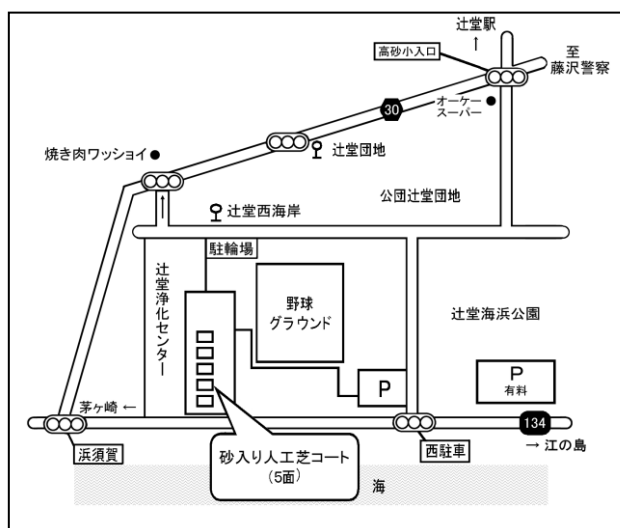 辻堂駅
↑
高砂小入口
至
藤沢警察
オーケー
スーパー
30
焼き肉ワッショイ
辻堂団地
公団辻堂団地
↑
辻堂西海岸
駐輪場
辻堂浄化センター
野球
グラウンド
辻堂海浜公園
P
P
有料
茅ヶ崎 ←
134
浜須賀
砂入り人工芝コート
(5面)
西駐車
→ 江の島
海